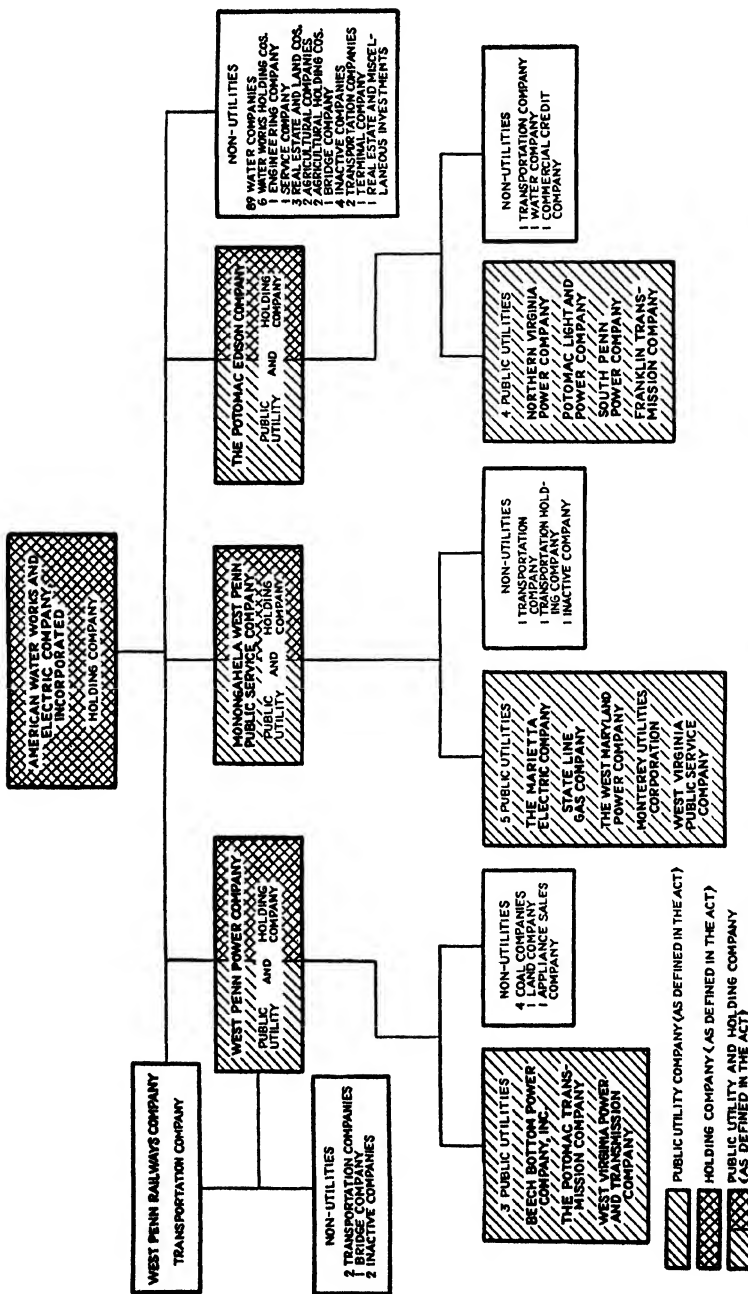 AMERICAN WATER WORKS AND
ELECTRIC COMPANY,
INCORPORATED
HOLDING COMPANY
WEST PENN RAILWAYS COMPANY
TRANSPORTATION COMPANY
WEST PENN POWER COMPANY
PUBLIC UTILITY AND HOLDING COMPANY
MONONGAHELA WEST PENN
PUBLIC SERVICE COMPANY
PUBLIC UTILITY AND HOLDING COMPANY
THE POTOMAC EDISON COMPANY
PUBLIC UTILITY AND HOLDING COMPANY
NON-UTILITIES
89 WATER COMPANIES
6 WATER WORKS HOLDING COS.
1 ENGINEERING COMPANY
1 SERVICE COMPANY
3 REAL ESTATE AND LAND COS.
2 AGRICULTURAL COMPANIES
2 AGRICULTURAL HOLDING COS.
1 BRIDGE COMPANY
4 INACTIVE COMPANIES
2 TRANSPORTATION COMPANIES
1 TERMINAL COMPANY
1 REAL ESTATE AND MISCEL-
LANEOUS INVESTMENTS
NON-UTILITIES
2 TRANSPORTATION COMPANIES
1 BRIDGE COMPANY
2 INACTIVE COMPANIES
3 PUBLIC UTILITIES
BEECH BOTTOM POWER
COMPANY, INC.
THE POTOMAC TRANS-
MISSION COMPANY
WEST VIRGINIA POWER
AND TRANSMISSION
COMPANY
NON-UTILITIES
4 COAL COMPANIES
1 LAND COMPANY
1 APPLIANCE SALES
COMPANY
5 PUBLIC UTILITIES
THE MARIETTA
ELECTRIC COMPANY
STATE LINE
GAS COMPANY
THE WEST MARYLAND
POWER COMPANY
MONTEREY UTILITIES
CORPORATION
WEST VIRGINIA
PUBLIC SERVICE
COMPANY
NON-UTILITIES
1 TRANSPORTATION
COMPANY
1 TRANSPORTATION HOLD-
ING COMPANY
1 INACTIVE COMPANY
4 PUBLIC UTILITIES
NORTHERN VIRGINIA
POWER COMPANY
POTOMAC LIGHT AND
POWER COMPANY
SOUTH PENN
POWER COMPANY
FRANKLIN TRANS-
MISSION COMPANY
NON-UTILITIES
1 TRANSPORTATION COMPANY
1 WATER COMPANY
1 COMMERCIAL CREDIT
COMPANY
PUBLIC UTILITY COMPANY (AS DEFINED IN THE ACT)
HOLDING COMPANY (AS DEFINED IN THE ACT)
PUBLIC UTILITY AND HOLDING COMPANY
(AS DEFINED IN THE ACT)